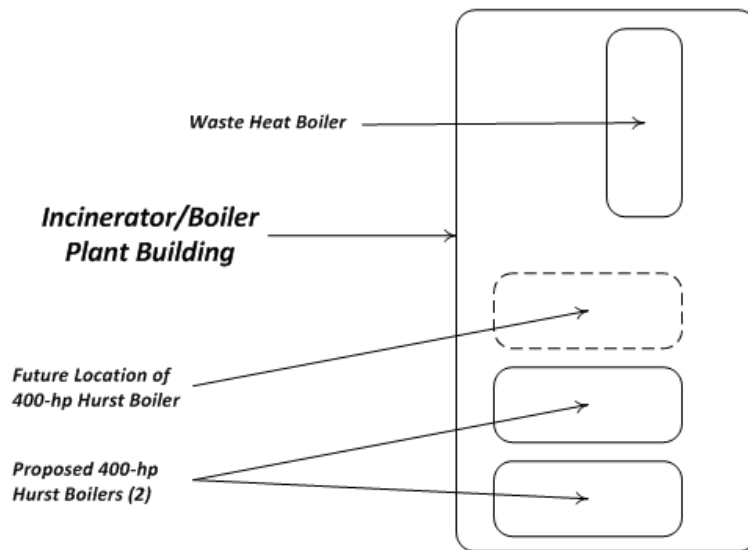 Waste Heat Boiler
Incinerator/Boiler
Plant Building
Future Location of
400-hp Hurst Boiler
Proposed 400-hp
Hurst Boilers (2)